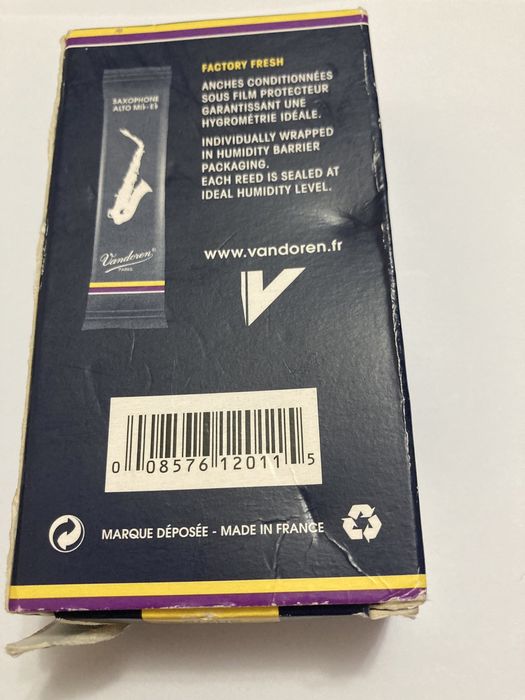 FACTORY FRESH
ANCHES CONDITIONNÉES
SOUS FILM PROTECTEUR
GARANTISSANT UNE
HYGROMÉTRIE IDÉALE.
INDIVIDUALLY WRAPPED
IN HUMIDITY BARRIER
PACKAGING.
EACH REED IS SEALED AT
IDEAL HUMIDITY LEVEL.
SAXOPHONE
ALTO MI♭- E♭
Vandoren®
PARIS
www.vandoren.fr
V
0 08576 12011 5
MARQUE DÉPOSÉE - MADE IN FRANCE